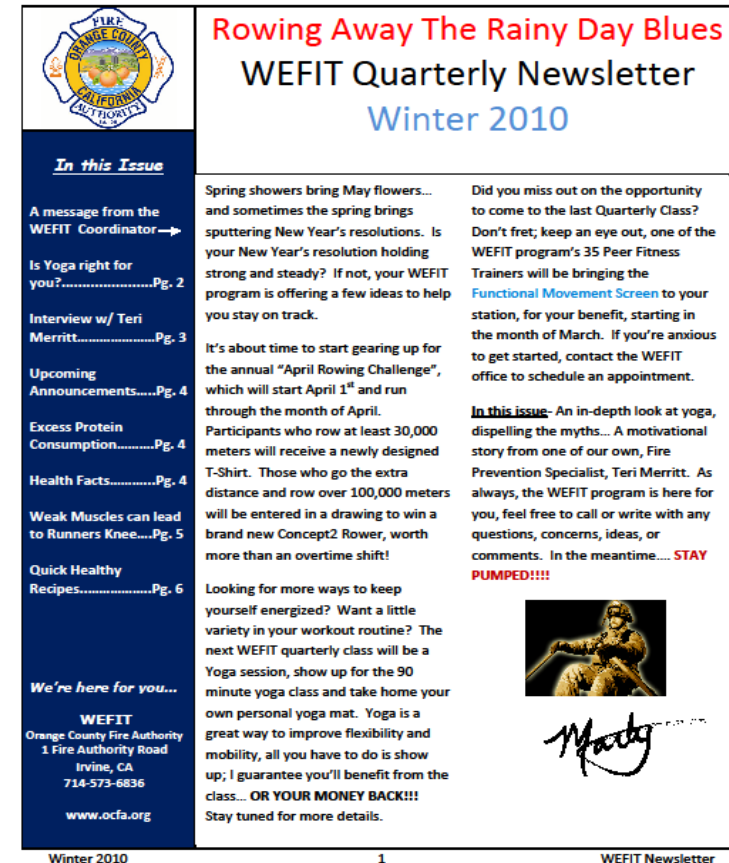 FIRE
ORANGE COUNTY
CALIFORNIA
AUTHORITY
Rowing Away The Rainy Day Blues
WEFIT Quarterly Newsletter
Winter 2010
In this Issue
A message from the
WEFIT Coordinator
Is Yoga right for
you?.......................Pg. 2
Interview w/ Teri
Merritt.....................Pg. 3
Upcoming
Announcements.....Pg. 4
Excess Protein
Consumption..........Pg. 4
Health Facts............Pg. 4
Weak Muscles can lead
to Runners Knee....Pg. 5
Quick Healthy
Recipes...................Pg. 6
We're here for you...
WEFIT
Orange County Fire Authority
1 Fire Authority Road
Irvine, CA
714-573-6836
www.ocfa.org
Spring showers bring May flowers...
and sometimes the spring brings
sputtering New Year's resolutions. Is
your New Year's resolution holding
strong and steady? If not, your WEFIT
program is offering a few ideas to help
you stay on track.
It's about time to start gearing up for
the annual "April Rowing Challenge",
which will start April 1st and run
through the month of April.
Participants who row at least 30,000
meters will receive a newly designed
T-Shirt. Those who go the extra
distance and row over 100,000 meters
will be entered in a drawing to win a
brand new Concept2 Rower, worth
more than an overtime shift!
Looking for more ways to keep
yourself energized? Want a little
variety in your workout routine? The
next WEFIT quarterly class will be a
Yoga session, show up for the 90
minute yoga class and take home your
own personal yoga mat. Yoga is a
great way to improve flexibility and
mobility, all you have to do is show
up; I guarantee you'll benefit from the
class... OR YOUR MONEY BACK!!!
Stay tuned for more details.
Did you miss out on the opportunity
to come to the last Quarterly Class?
Don't fret; keep an eye out, one of the
WEFIT program's 35 Peer Fitness
Trainers will be bringing the
Functional Movement Screen to your
station, for your benefit, starting in
the month of March. If you're anxious
to get started, contact the WEFIT
office to schedule an appointment.
In this issue- An in-depth look at yoga,
dispelling the myths... A motivational
story from one of our own, Fire
Prevention Specialist, Teri Merritt. As
always, the WEFIT program is here for
you, feel free to call or write with any
questions, concerns, ideas, or
comments. In the meantime.... STAY
PUMPED!!!!
Marty
Winter 2010
1
WEFIT Newsletter